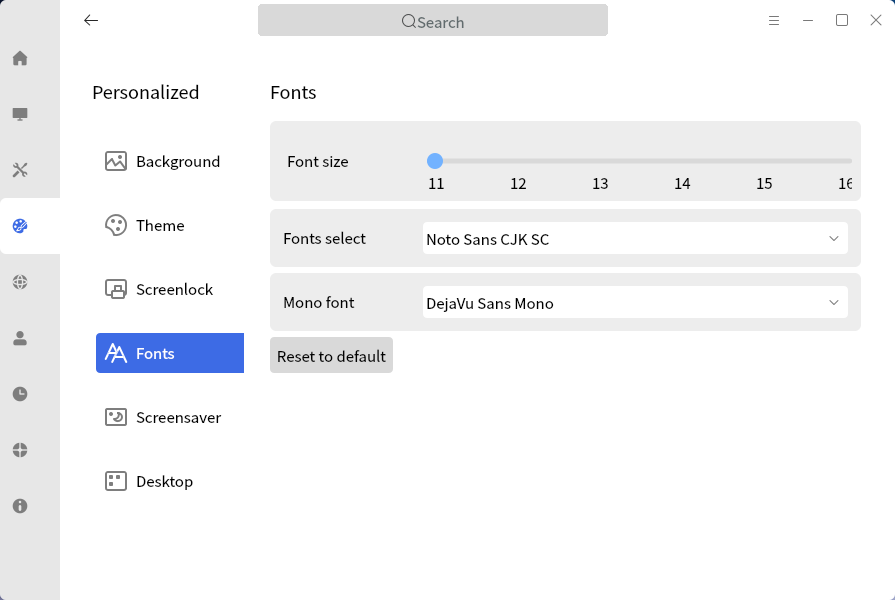 Search
Personalized
Background
Theme
Screenlock
Fonts
Screensaver
Desktop
Fonts
Font size
11 12 13 14 15 16
Fonts select
Noto Sans CJK SC
Mono font
DejaVu Sans Mono
Reset to default